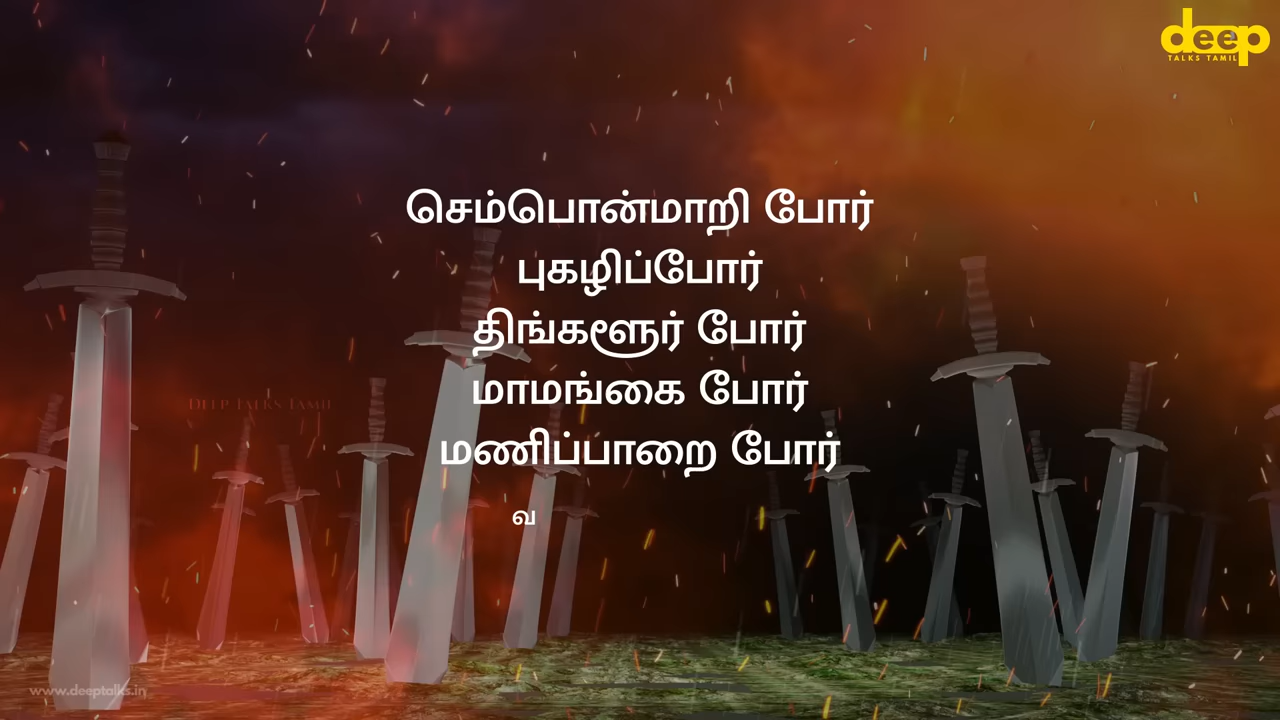 deep
TALKS TAMIL
செம்பொன்மாறி போர்
புகழிப்போர்
திங்களூர் போர்
மாமங்கை போர்
DEEP TALKS TAMIL
மணிப்பாறை போர்
வ
www.deeptalks.in